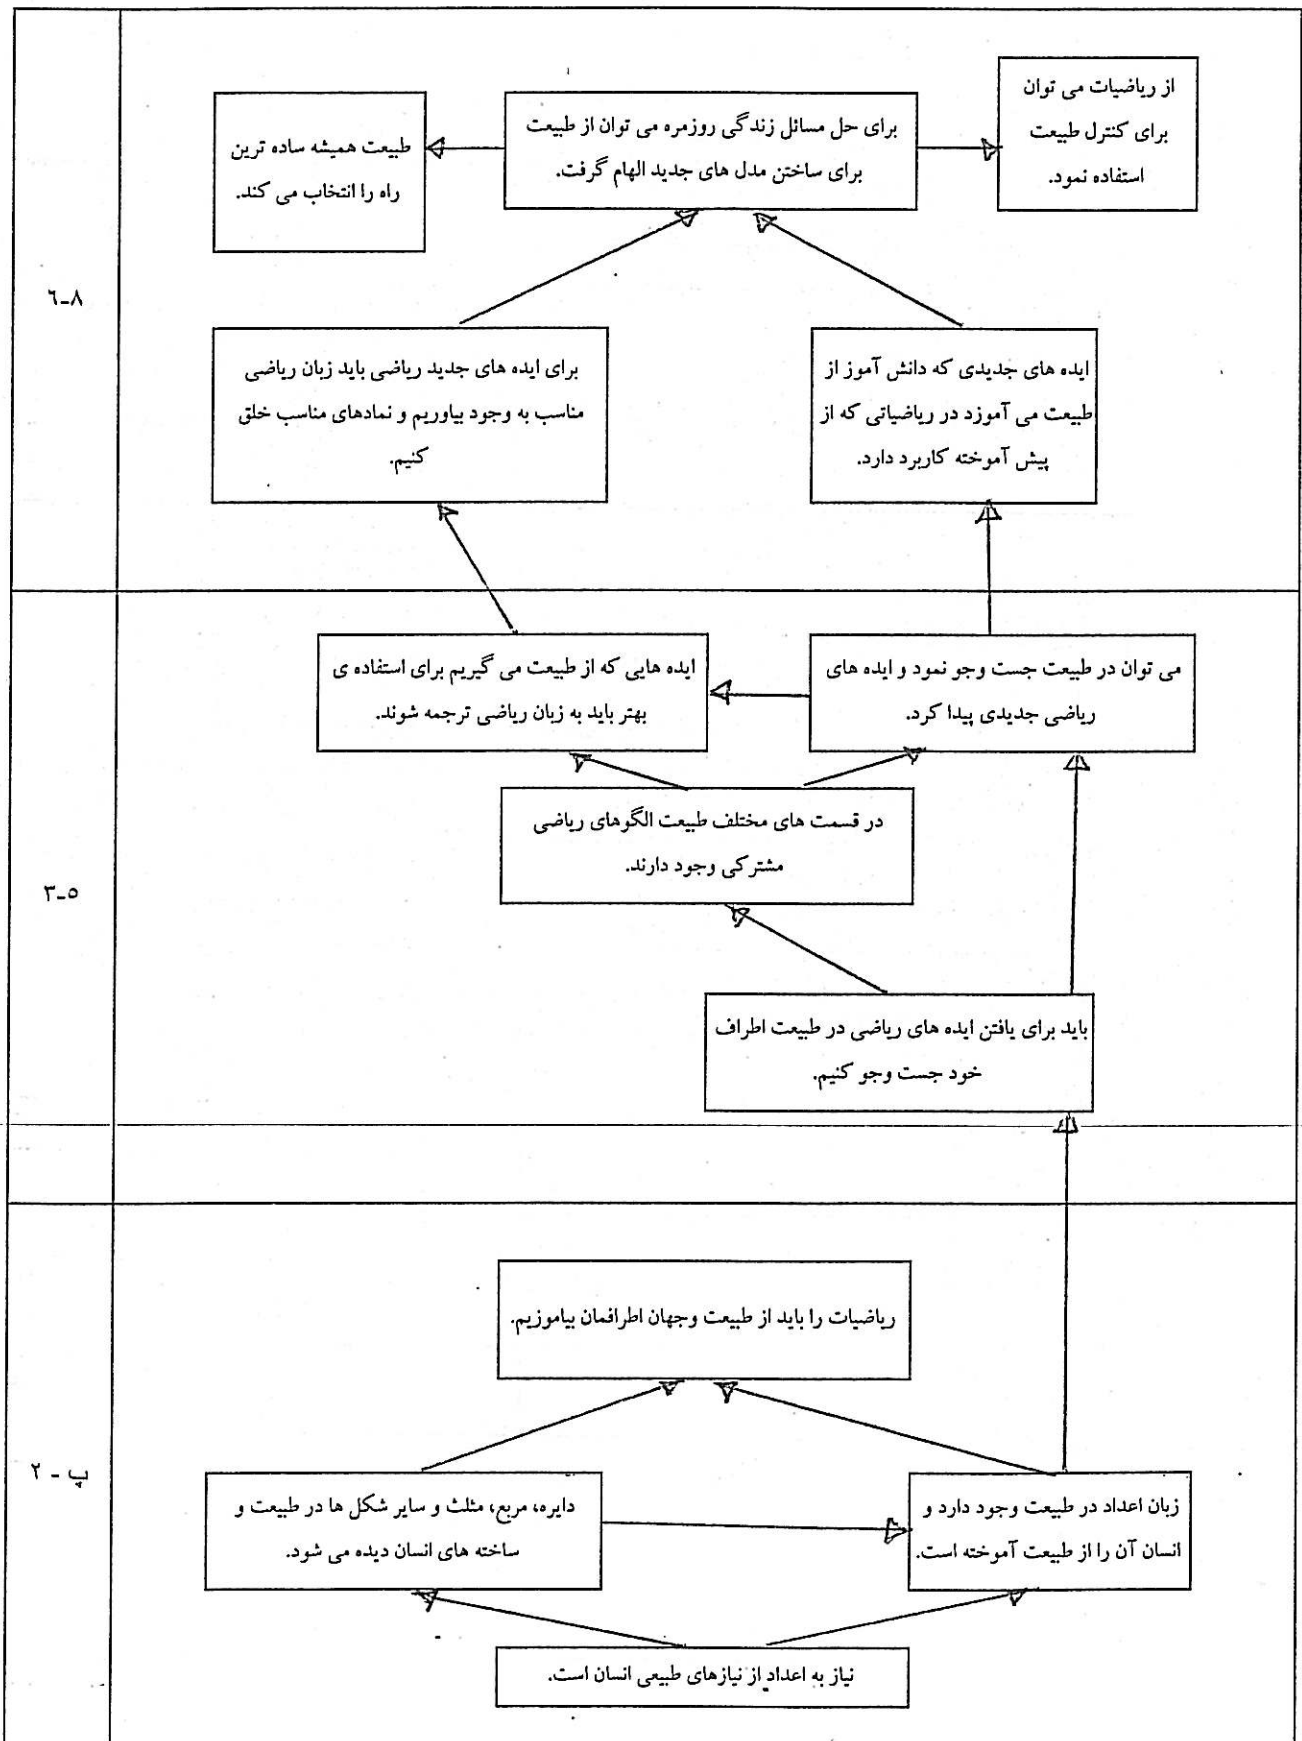 از ریاضیات می توان
برای کنترل طبیعت
استفاده نمود.
برای حل مسائل زندگی روزمره می توان از طبیعت
برای ساختن مدل های جدید الهام گرفت.
طبیعت همیشه ساده ترین
راه را انتخاب می کند.
٦-٨
ایده های جدیدی که دانش آموز از
طبیعت می آموزد در ریاضیاتی که از
پیش آموخته کاربرد دارد.
برای ایده های جدید ریاضی باید زبان ریاضی
مناسب به وجود بیاوریم و نمادهای مناسب خلق
کنیم.
می توان در طبیعت جست وجو نمود و ایده های
ریاضی جدیدی پیدا کرد.
ایده هایی که از طبیعت می گیریم برای استفاده ی
بهتر باید به زبان ریاضی ترجمه شوند.
در قسمت های مختلف طبیعت الگوهای ریاضی
مشترکی وجود دارند.
٣-٥
باید برای یافتن ایده های ریاضی در طبیعت اطراف
خود جست وجو کنیم.
ریاضیات را باید از طبیعت وجهان اطرافمان بیاموزیم.
پ - ٢
زبان اعداد در طبیعت وجود دارد و
انسان آن را از طبیعت آموخته است.
دایره، مربع، مثلث و سایر شکل ها در طبیعت و
ساخته های انسان دیده می شود.
نیاز به اعداد از نیازهای طبیعی انسان است.